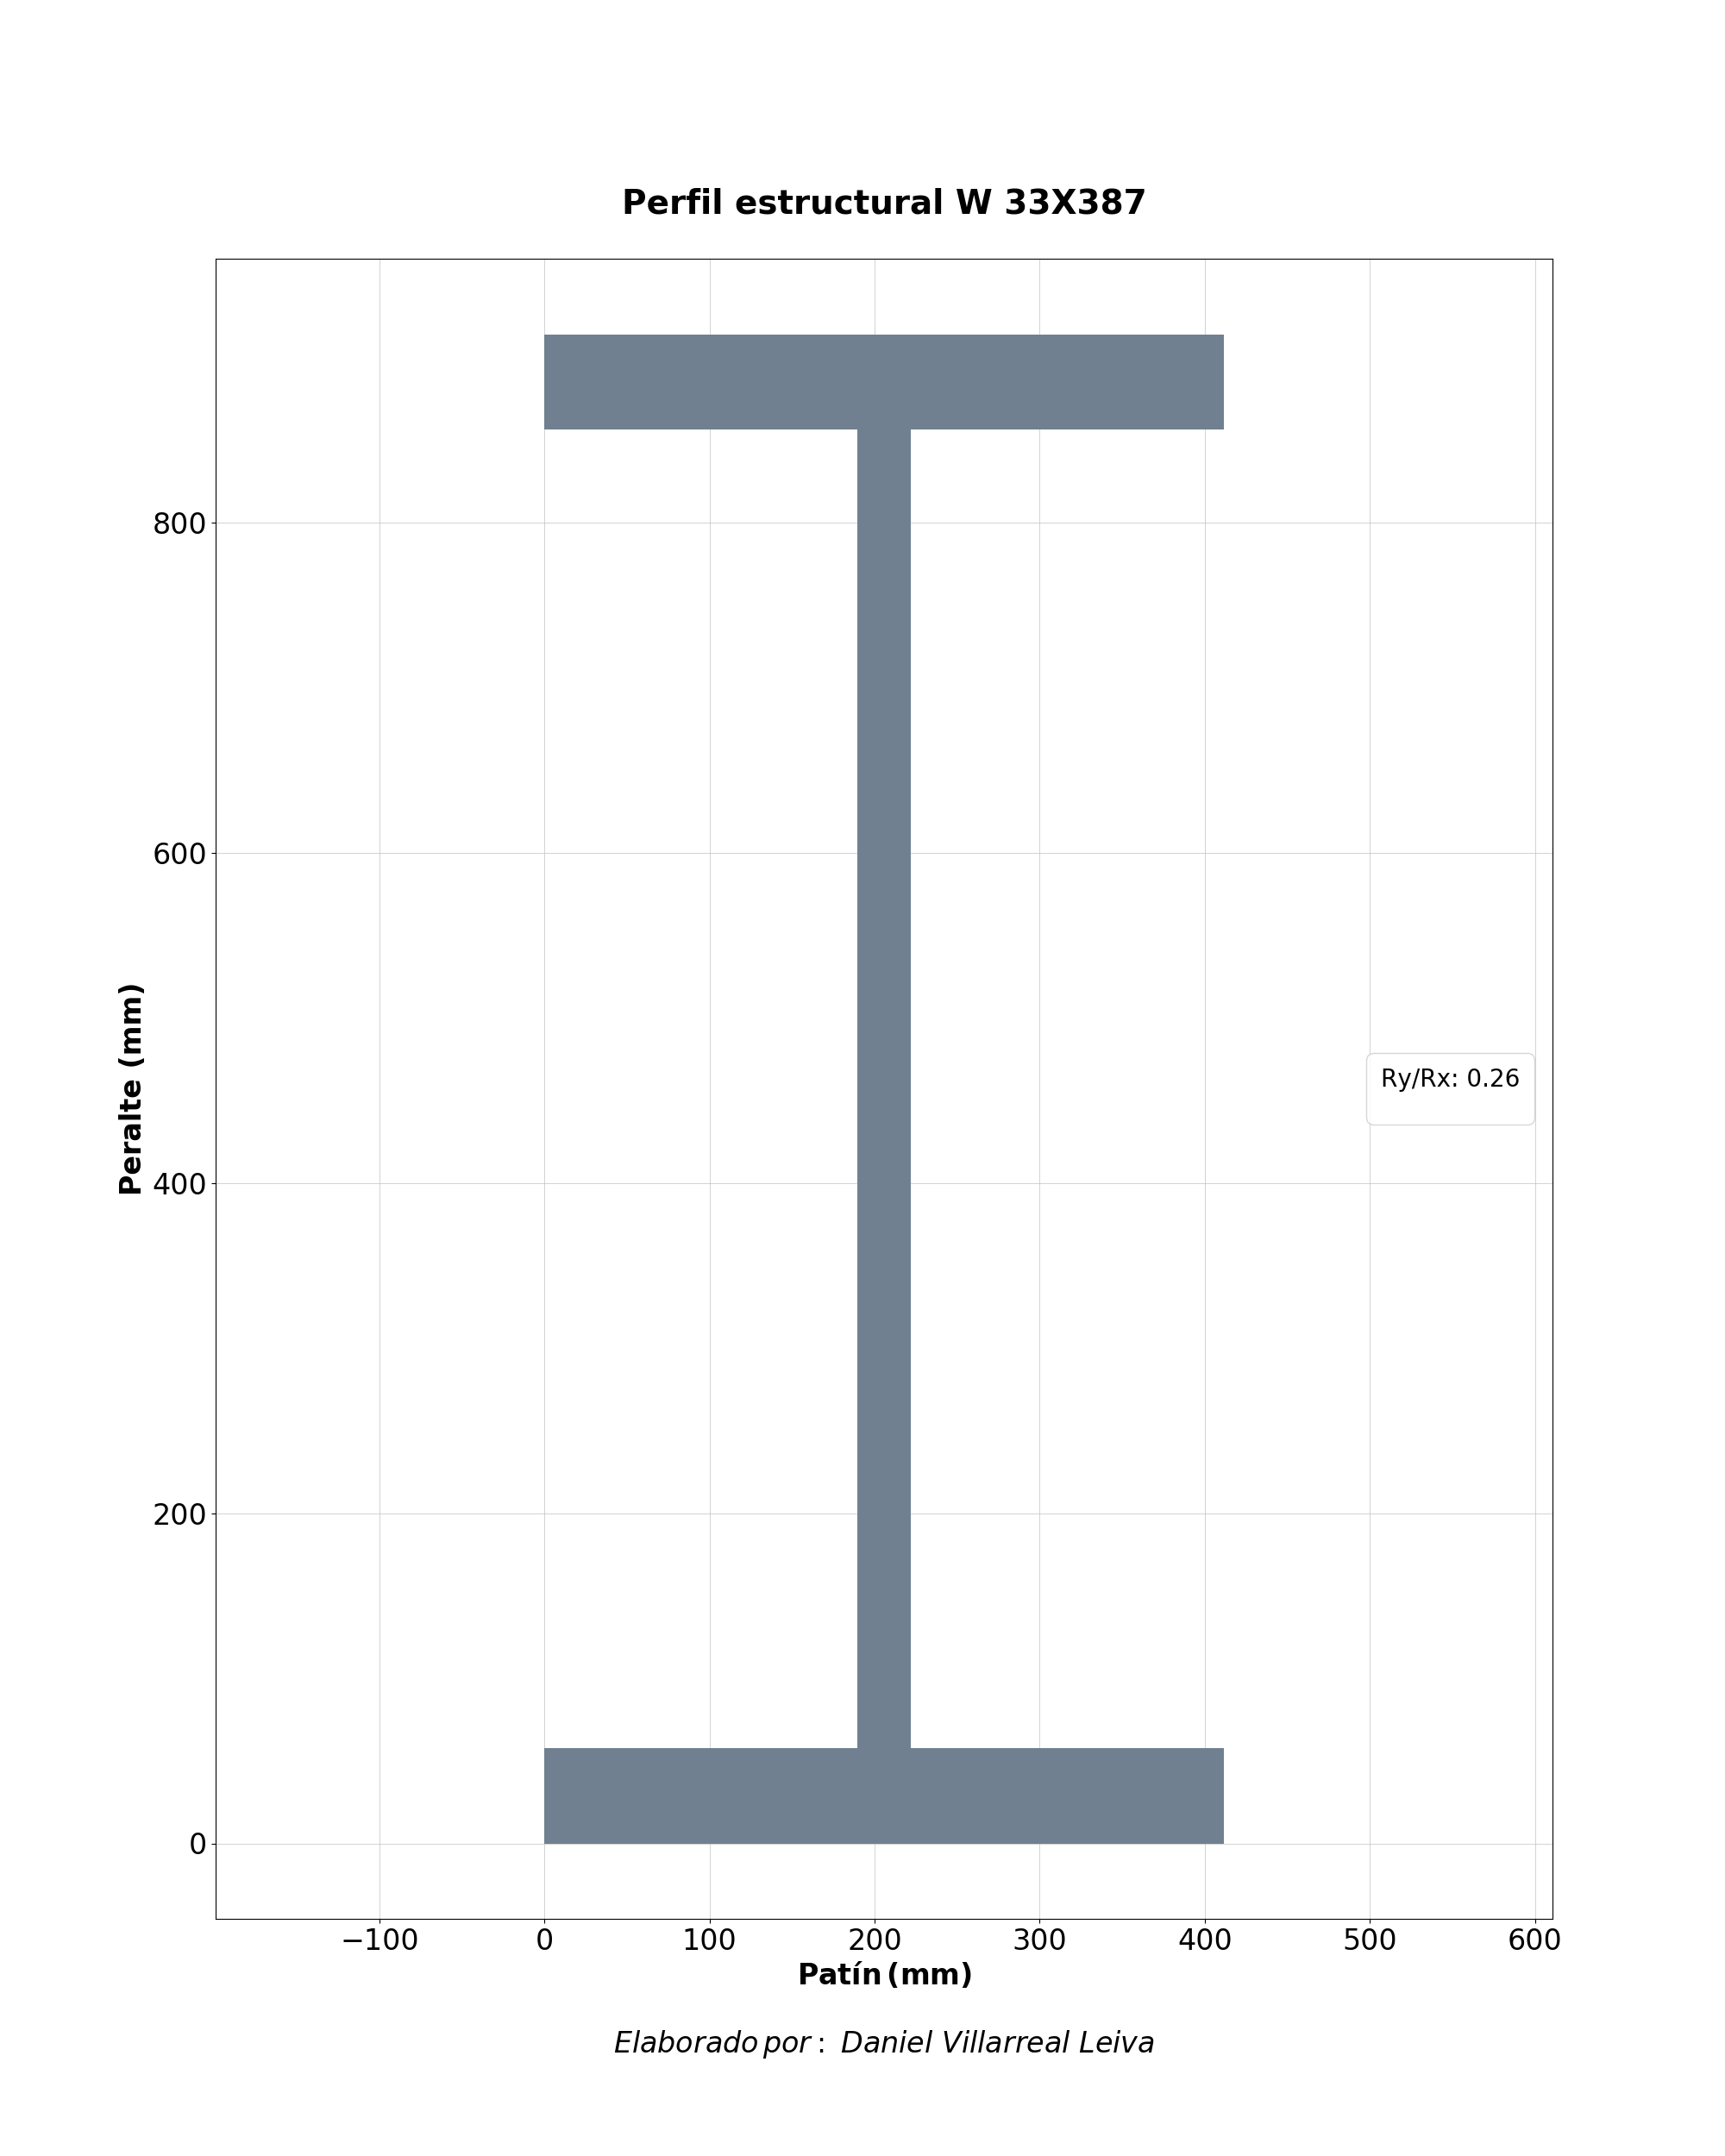 Perfil estructural W 33X387
800
600
400
200
0
Peralte (mm)
Ry/Rx: 0.26
−100 0 100 200 300 400 500 600
Patín (mm)
Elaborado por: Daniel Villarreal Leiva